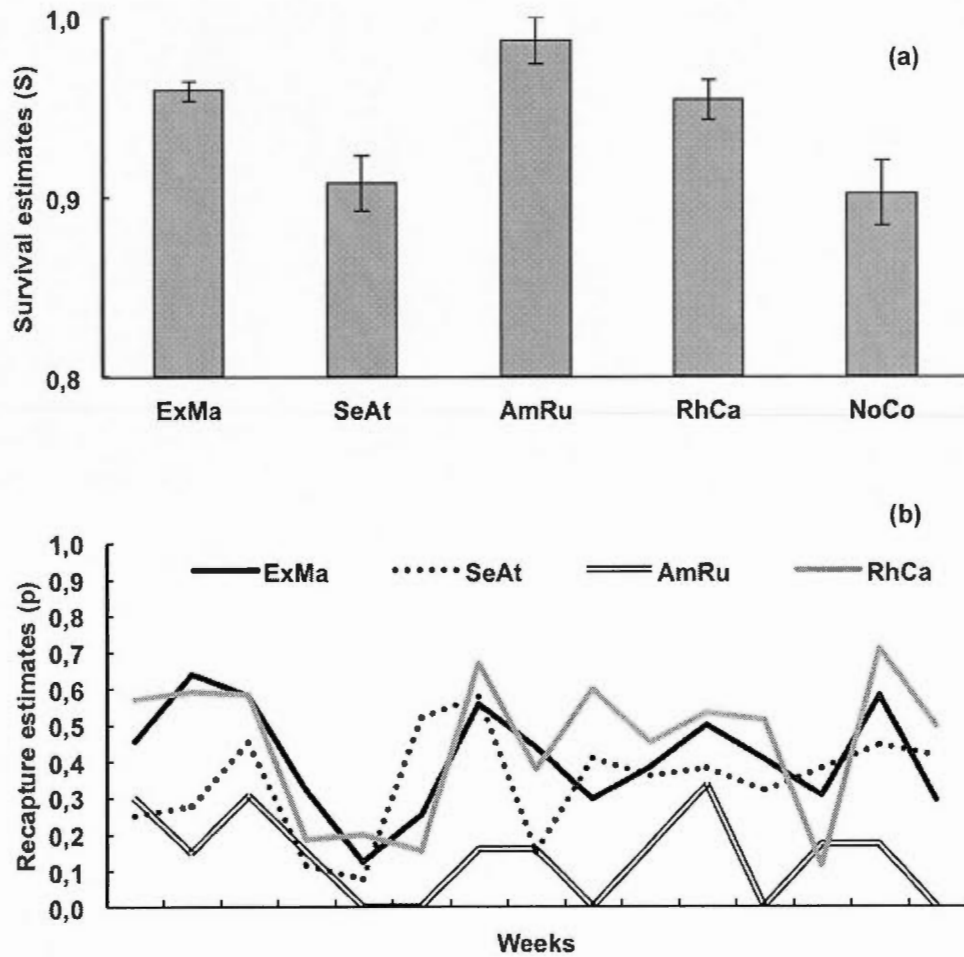 1,0
(a)
Survival estimates (S)
0,9
0,8
ExMa SeAt AmRu RhCa NoCo
(b)
1,0
ExMa SeAt AmRu RhCa
0,9
0,8
0,7
0,6
0,5
0,4
0,3
0,2
0,1
0,0
Recapture estimates (p)
Weeks